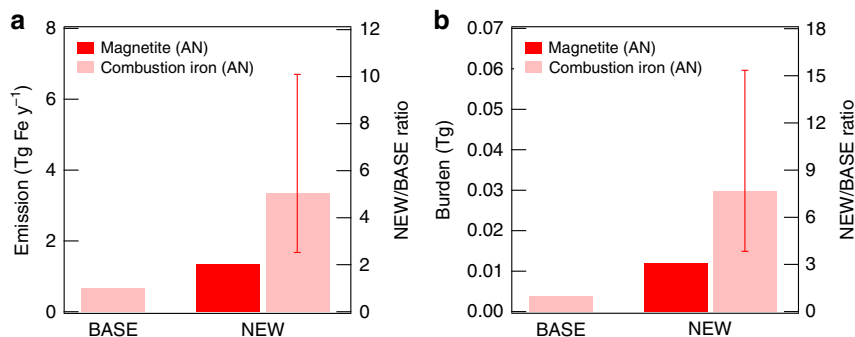 a
8
6
4
2
0
Emission (Tg Fe y⁻¹)
Magnetite (AN)
Combustion iron (AN)
12
10
8
6
4
2
0
NEW/BASE ratio
BASE NEW
b
0.07
0.06
0.05
0.04
0.03
0.02
0.01
0.00
Burden (Tg)
Magnetite (AN)
Combustion iron (AN)
18
15
12
9
6
3
0
NEW/BASE ratio
BASE NEW